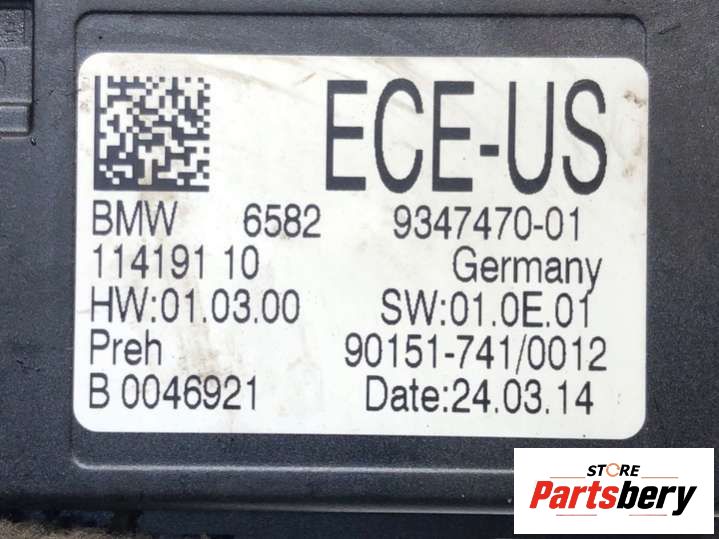 ECE-US
BMW 6582 9347470-01
114191 10 Germany
HW:01.03.00 SW:01.0E.01
Preh 90151-741/0012
B 0046921 Date:24.03.14
STORE
Partsbery